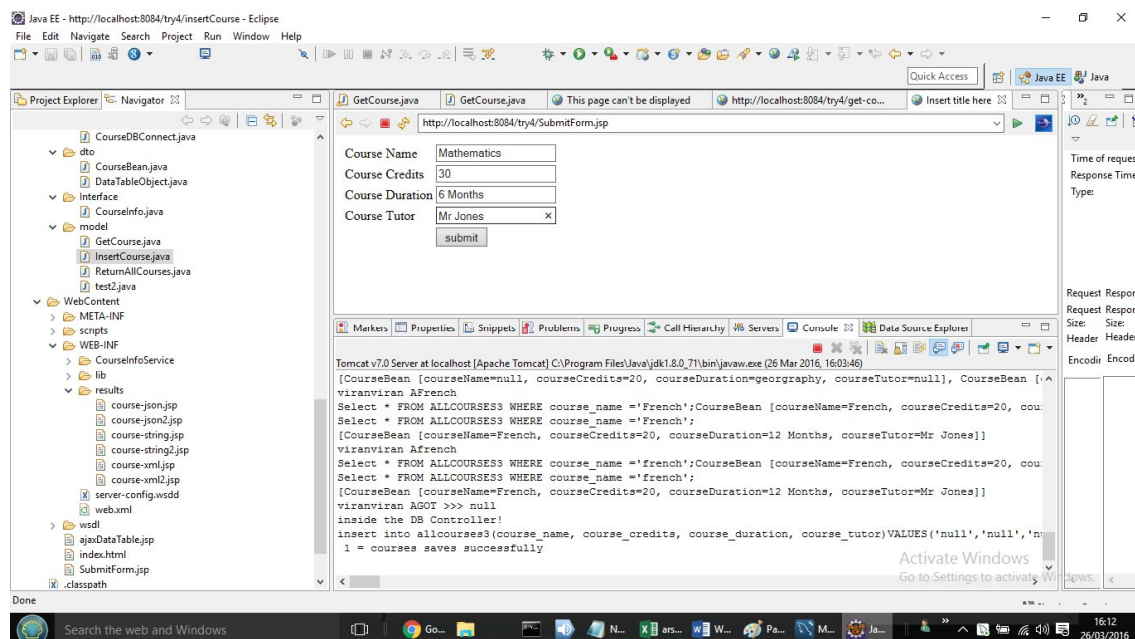 Java EE - http://localhost:8084/try4/insertCourse - Eclipse
File Edit Navigate Search Project Run Window Help
Quick Access
Java EE
Java
Project Explorer
Navigator
GetCourse.java
GetCourse.java
This page can't be displayed
http://localhost:8084/try4/get-co...
Insert title here
http://localhost:8084/try4/SubmitForm.jsp
CourseDBConnect.java
dto
CourseBean.java
DataTableObject.java
Interface
CourseInfo.java
model
GetCourse.java
InsertCourse.java
ReturnAllCourses.java
test2.java
WebContent
META-INF
scripts
WEB-INF
CourseInfoService
lib
results
course-json.jsp
course-json2.jsp
course-string.jsp
course-string2.jsp
course-xml.jsp
course-xml2.jsp
server-config.wsdd
web.xml
wsdl
ajaxDataTable.jsp
index.html
SubmitForm.jsp
.classpath
Course Name Mathematics
Course Credits 30
Course Duration 6 Months
Course Tutor Mr Jones
submit
Time of reques
Response Time
Type:
Request Respor
Request Respor
Size: Size:
Header Header
Encodin Encod
Markers Properties Snippets Problems Progress Call Hierarchy Servers Console Data Source Explorer
Tomcat v7.0 Server at localhost [Apache Tomcat] C:\Program Files\Java\jdk1.8.0_71\bin\javaw.exe (26 Mar 2016, 16:03:46)
[CourseBean [courseName=null, courseCredits=20, courseDuration=georgraphy, courseTutor=null], CourseBean [
viranviran AFrench
Select * FROM ALLCOURSES3 WHERE course_name ='French';CourseBean [courseName=French, courseCredits=20, cou
Select * FROM ALLCOURSES3 WHERE course_name ='French';
[CourseBean [courseName=French, courseCredits=20, courseDuration=12 Months, courseTutor=Mr Jones]]
viranviran Afrench
Select * FROM ALLCOURSES3 WHERE course_name ='french';CourseBean [courseName=French, courseCredits=20, cou
Select * FROM ALLCOURSES3 WHERE course_name ='french';
[CourseBean [courseName=French, courseCredits=20, courseDuration=12 Months, courseTutor=Mr Jones]]
viranviran AGOT >>> null
inside the DB Controller!
insert into allcourses3(course_name, course_credits, course_duration, course_tutor)VALUES('null','null','n
1 = courses saves successfully
Activate Windows
Go to Settings to activate Windows.
Done
Search the web and Windows
Go...
N...
ars...
W...
Pa...
M...
Ja...
16:12
26/03/2016